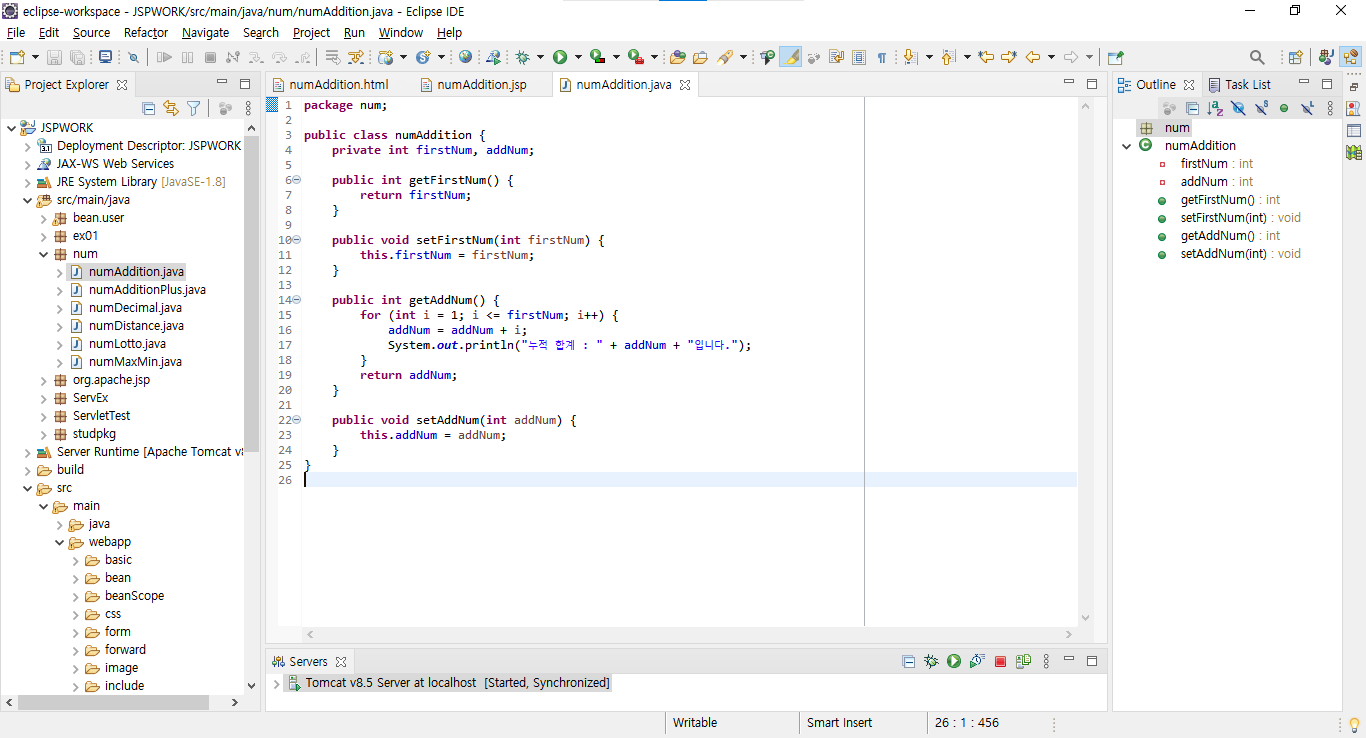 eclipse-workspace - JSPWORK/src/main/java/num/numAddition.java - Eclipse IDE
File Edit Source Refactor Navigate Search Project Run Window Help
Project Explorer
JSPWORK
Deployment Descriptor: JSPWORK
JAX-WS Web Services
JRE System Library [JavaSE-1.8]
src/main/java
bean.user
ex01
num
numAddition.java
numAdditionPlus.java
numDecimal.java
numDistance.java
numLotto.java
numMaxMin.java
org.apache.jsp
ServEx
ServletTest
studpkg
Server Runtime [Apache Tomcat v8
build
src
main
java
webapp
basic
bean
beanScope
css
form
forward
image
include
numAddition.html numAddition.jsp numAddition.java
1 package num;
2
3 public class numAddition {
4     private int firstNum, addNum;
5
6     public int getFirstNum() {
7         return firstNum;
8     }
9
10     public void setFirstNum(int firstNum) {
11         this.firstNum = firstNum;
12     }
13
14     public int getAddNum() {
15         for (int i = 1; i <= firstNum; i++) {
16             addNum = addNum + i;
17             System.out.println("누적 합계 : " + addNum + "입니다.");
18         }
19         return addNum;
20     }
21
22     public void setAddNum(int addNum) {
23         this.addNum = addNum;
24     }
25 }
26
Servers
Tomcat v8.5 Server at localhost [Started, Synchronized]
Outline Task List
num
numAddition
firstNum : int
addNum : int
getFirstNum() : int
setFirstNum(int) : void
getAddNum() : int
setAddNum(int) : void
Writable Smart Insert 26 : 1 : 456